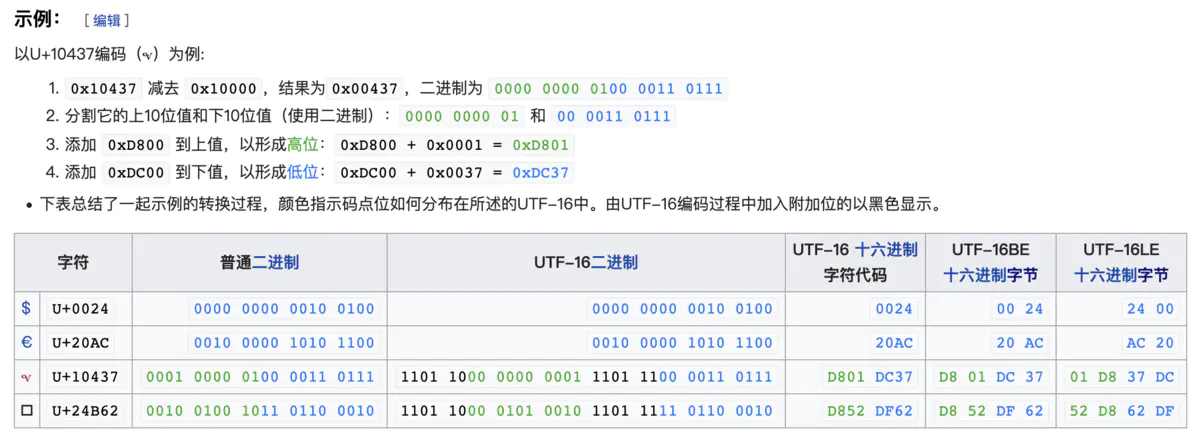 示例： [编辑]
以U+10437编码（𐐷）为例:
1. 0x10437 减去 0x10000，结果为0x00437，二进制为 0000 0000 0100 0011 0111
2. 分割它的上10位值和下10位值（使用二进制）: 0000 0000 01 和 00 0011 0111
3. 添加 0xD800 到上值，以形成高位: 0xD800 + 0x0001 = 0xD801
4. 添加 0xDC00 到下值，以形成低位: 0xDC00 + 0x0037 = 0xDC37
• 下表总结了一起示例的转换过程，颜色指示码点位如何分布在所述的UTF-16中。由UTF-16编码过程中加入附加位的以黑色显示。
字符 普通二进制 UTF-16二进制 UTF-16 十六进制 字符代码 UTF-16BE 十六进制字节 UTF-16LE 十六进制字节
$ U+0024 0000 0000 0010 0100 0000 0000 0010 0100 0024 00 24 24 00
€ U+20AC 0010 0000 1010 1100 0010 0000 1010 1100 20AC 20 AC AC 20
𐐷 U+10437 0001 0000 0100 0011 0111 1101 1000 0000 0001 1101 1100 0011 0111 D801 DC37 D8 01 DC 37 01 D8 37 DC
□ U+24B62 0010 0100 1011 0110 0010 1101 1000 0101 0010 1101 1111 0110 0010 D852 DF62 D8 52 DF 62 52 D8 62 DF